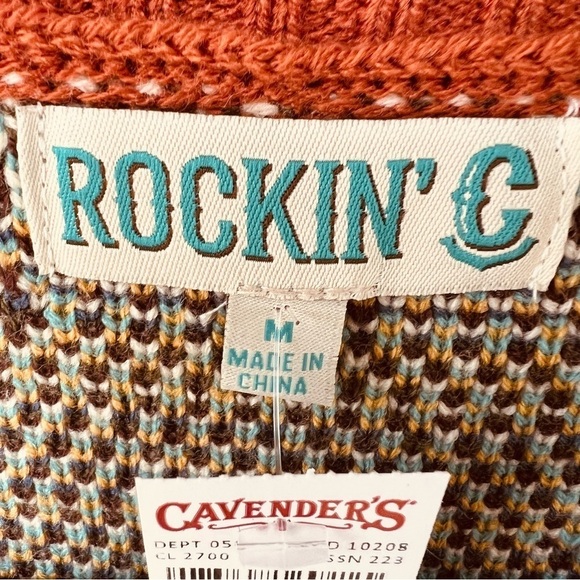 ROCKIN' C
M
MADE IN
CHINA
CAVENDER'S
DEPT 05 10208
CL 2700 SSN 223